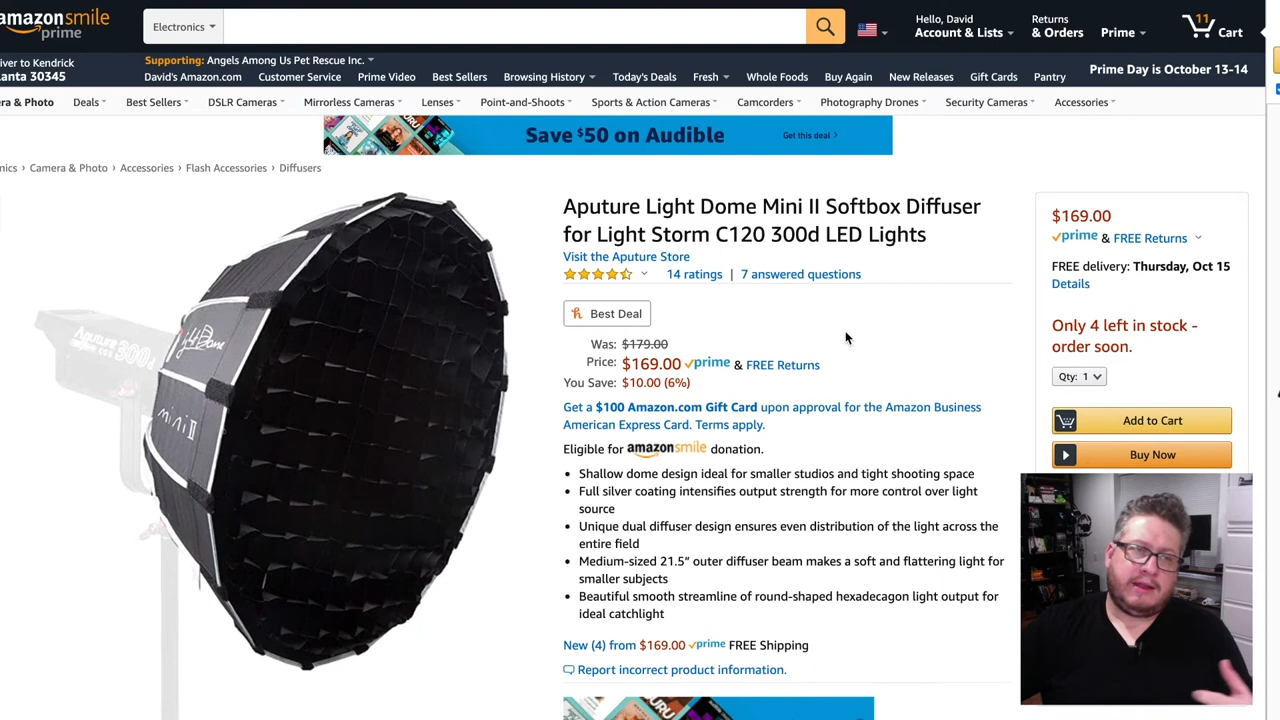 amazonsmile
prime
Electronics
Hello, David
Account & Lists
Returns
& Orders
Prime
11
Cart
iver to Kendrick
lanta 30345
Supporting: Angels Among Us Pet Rescue Inc.
David's Amazon.com Customer Service Prime Video Best Sellers Browsing History Today's Deals Fresh Whole Foods Buy Again New Releases Gift Cards Pantry
Prime Day is October 13-14
ra & Photo Deals Best Sellers DSLR Cameras Mirrorless Cameras Lenses Point-and-Shoots Sports & Action Cameras Camcorders Photography Drones Security Cameras Accessories
Save $50 on Audible
Get this deal >
nics › Camera & Photo › Accessories › Flash Accessories › Diffusers
Aputure Light Dome Mini II Softbox Diffuser
for Light Storm C120 300d LED Lights
Visit the Aputure Store
14 ratings | 7 answered questions
Best Deal
Was: $179.00
Price: $169.00 prime & FREE Returns
You Save: $10.00 (6%)
Get a $100 Amazon.com Gift Card upon approval for the Amazon Business
American Express Card. Terms apply.
Eligible for amazonsmile donation.
• Shallow dome design ideal for smaller studios and tight shooting space
• Full silver coating intensifies output strength for more control over light
source
• Unique dual diffuser design ensures even distribution of the light across the
entire field
• Medium-sized 21.5” outer diffuser beam makes a soft and flattering light for
smaller subjects
• Beautiful smooth streamline of round-shaped hexadecagon light output for
ideal catchlight
New (4) from $169.00 prime FREE Shipping
Report incorrect product information.
$169.00
prime & FREE Returns
FREE delivery: Thursday, Oct 15
Details
Only 4 left in stock -
order soon.
Qty: 1
Add to Cart
Buy Now
Aputure
300d
Light Dome
mini II